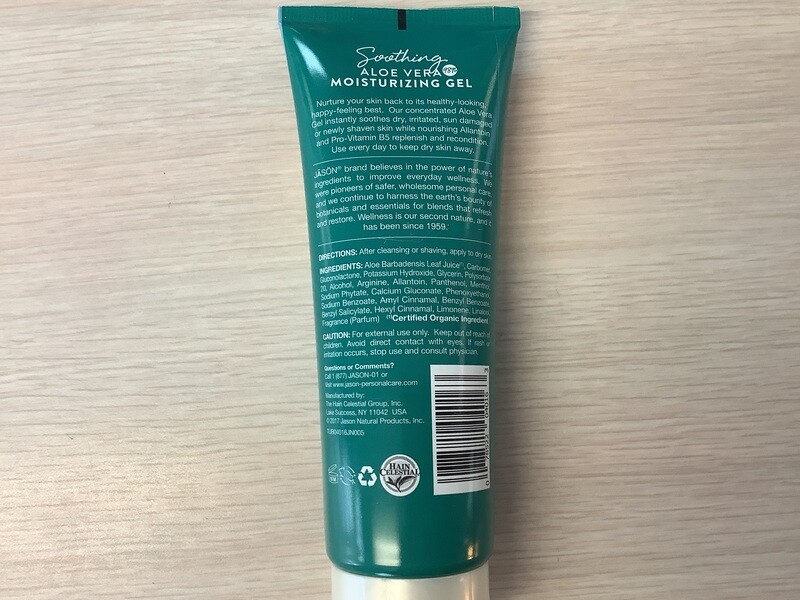 Soothing
ALOE VERA 98%
MOISTURIZING GEL
Nurture your skin back to its healthy-looking,
happy-feeling best. Our concentrated Aloe Vera
Gel instantly soothes dry, irritated, sun damaged
or newly shaven skin while nourishing Allantoin
and Pro-Vitamin B5 replenish and recondition.
Use every day to keep dry skin away.
JĀSÖN® brand believes in the power of nature's
ingredients to improve everyday wellness. We
were pioneers of safer, wholesome personal care,
and we continue to harness the earth's bounty of
botanicals and essentials for blends that refresh
and restore. Wellness is our second nature, and it
has been since 1959.
DIRECTIONS: After cleansing or shaving, apply to dry skin.
INGREDIENTS: Aloe Barbadensis Leaf Juice(1), Carbomer,
Gluconolactone, Potassium Hydroxide, Glycerin, Polysorbate
20, Alcohol, Arginine, Allantoin, Panthenol, Menthol,
Sodium Phytate, Calcium Gluconate, Phenoxyethanol,
Sodium Benzoate, Amyl Cinnamal, Benzyl Benzoate,
Benzyl Salicylate, Hexyl Cinnamal, Limonene, Linalool,
Fragrance (Parfum) (1)Certified Organic Ingredient
CAUTION: For external use only. Keep out of reach of
children. Avoid direct contact with eyes. If rash or
irritation occurs, stop use and consult physician.
Questions or Comments?
Call 1 (877) JASON-01 or
Visit www.jason-personalcare.com
Manufactured by:
The Hain Celestial Group, Inc.
Lake Success, NY 11042 USA
© 2017 Jason Natural Products, Inc.
TUB04016JN005
HAIN
CELESTIAL